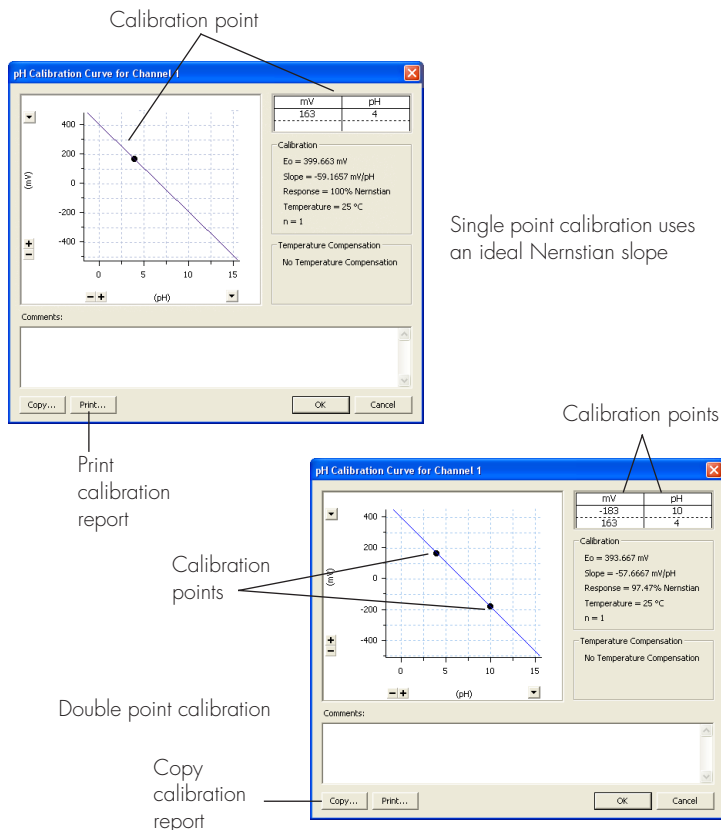 Calibration point
pH Calibration Curve for Channel 1
mV pH
163 4
400
200
0
-200
-400
(mV)
+
−
0 5 10 15
− +
(pH)
Calibration
Eo = 399.663 mV
Slope = -59.1657 mV/pH
Response = 100% Nernstian
Temperature = 25 °C
n = 1
Temperature Compensation
No Temperature Compensation
Comments:
Copy... Print... OK Cancel
Single point calibration uses
an ideal Nernstian slope
Print
calibration
report
Calibration points
pH Calibration Curve for Channel 1
mV pH
-183 10
163 4
400
200
0
-200
-400
(mV)
+
−
0 5 10 15
− +
(pH)
Calibration
Eo = 393.667 mV
Slope = -57.6667 mV/pH
Response = 97.47% Nernstian
Temperature = 25 °C
n = 1
Temperature Compensation
No Temperature Compensation
Comments:
Copy... Print... OK Cancel
Calibration
points
Double point calibration
Copy
calibration
report